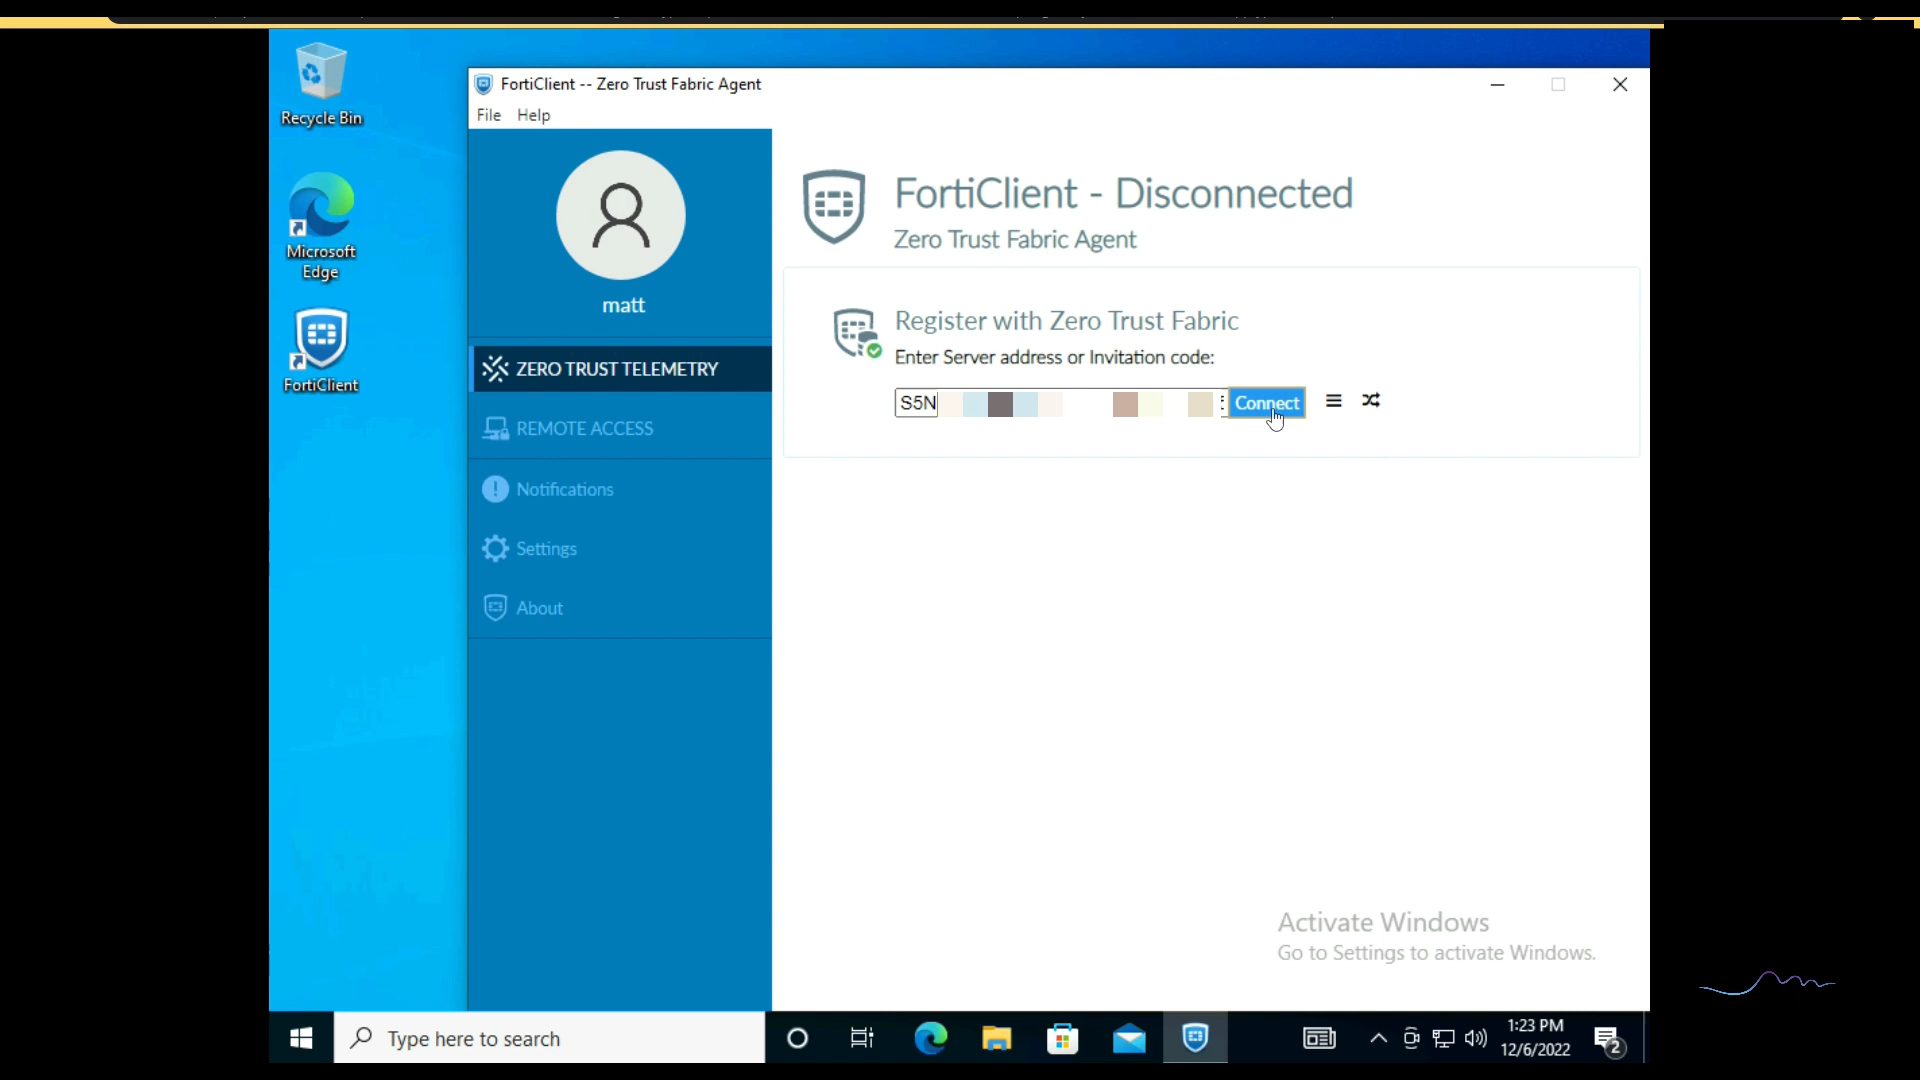 Recycle Bin
Microsoft
Edge
FortiClient
FortiClient -- Zero Trust Fabric Agent
File Help
matt
ZERO TRUST TELEMETRY
REMOTE ACCESS
Notifications
Settings
About
FortiClient - Disconnected
Zero Trust Fabric Agent
Register with Zero Trust Fabric
Enter Server address or Invitation code:
S5N Connect
Activate Windows
Go to Settings to activate Windows.
Type here to search
1:23 PM
12/6/2022
2